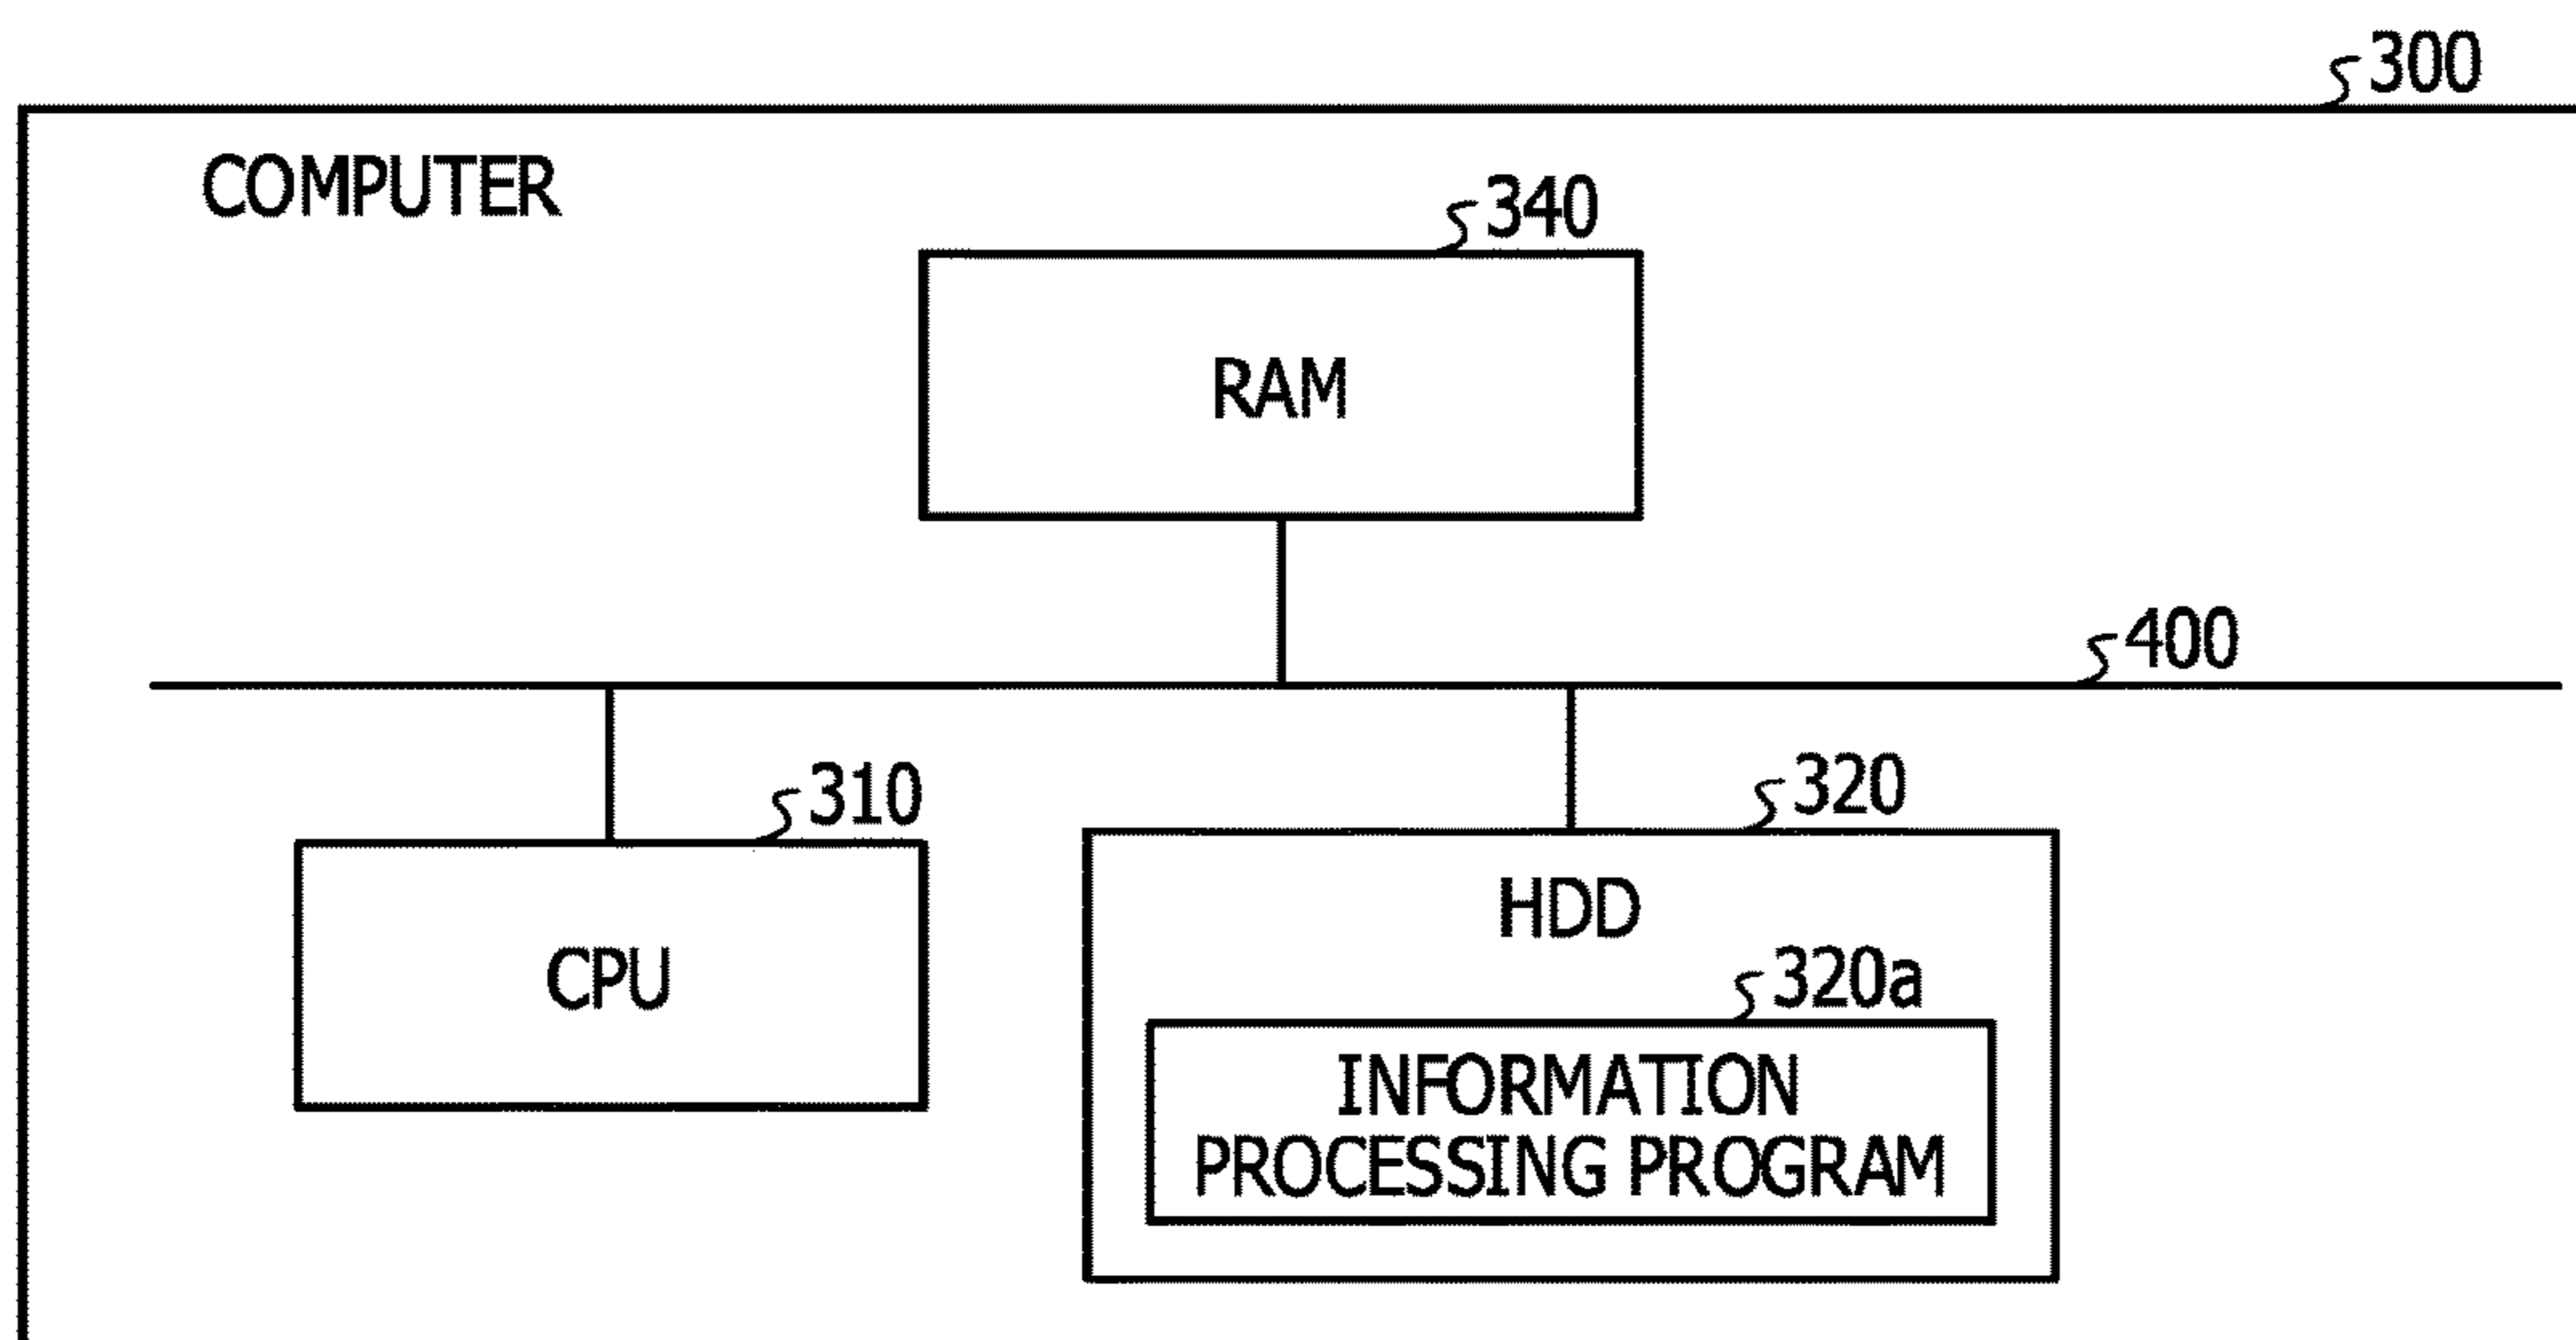 300
COMPUTER
340
RAM
400
310
CPU
320
HDD
320a
INFORMATION
PROCESSING PROGRAM